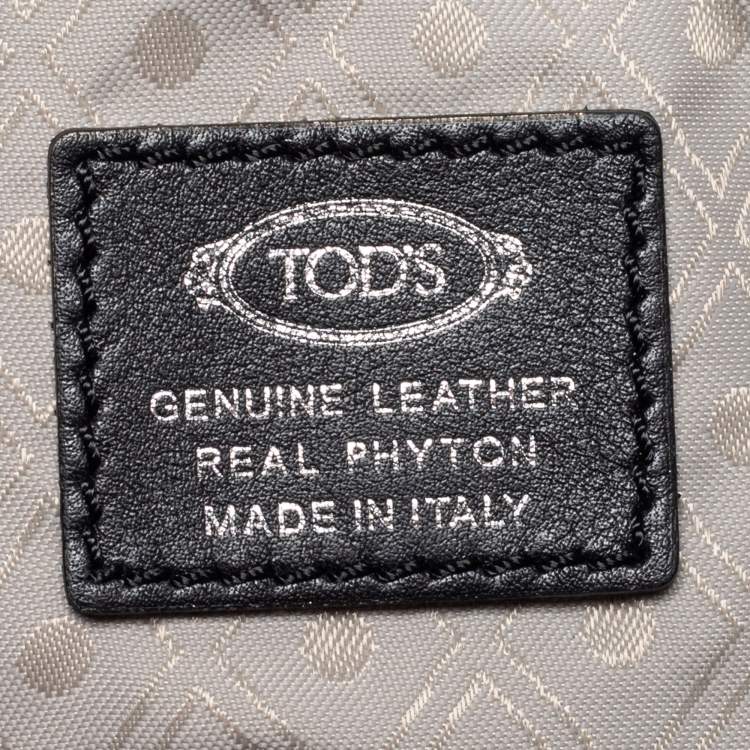 TOD'S
GENUINE LEATHER
REAL PHYTON
MADE IN ITALY